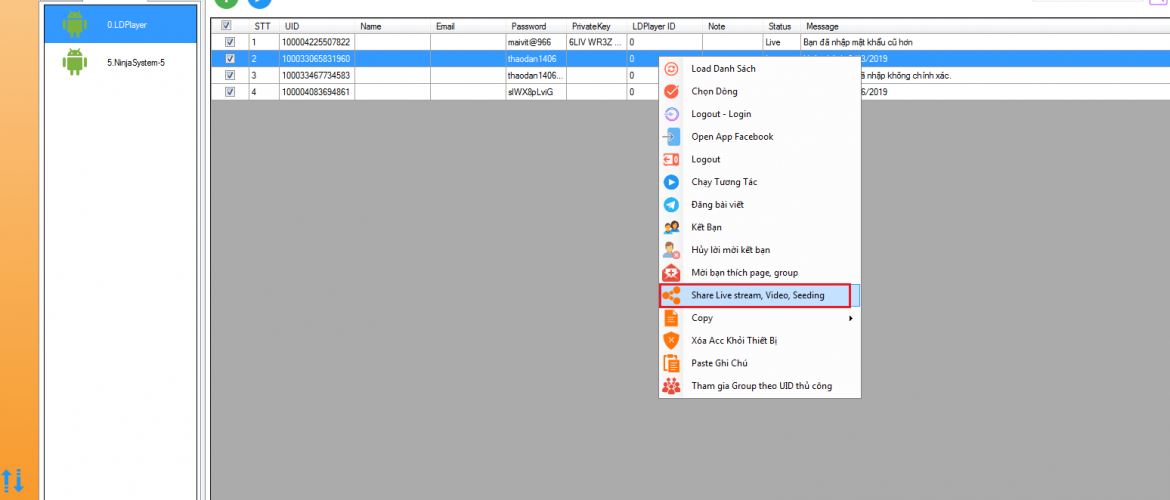 0.LDPlayer
5.NinjaSystem-5
STT UID Name Email Password PrivateKey LDPlayer ID Note Status Message
1 100004225507822 maivit@966 6LIV WR3Z ... 0 Live Bạn đã nhập mật khẩu cũ hơn
2 100033065831960 thaodan1406 0 3/2019
3 100033467734583 thaodan1406... 0 nhập không chính xác.
4 100004083694861 slWX8pLviG 0 6/2019
Load Danh Sách
Chọn Dòng
Logout - Login
Open App Facebook
Logout
Chạy Tương Tác
Đăng bài viết
Kết Bạn
Hủy lời mời kết bạn
Mời bạn thích page, group
Share Live stream, Video, Seeding
Copy
Xóa Acc Khỏi Thiết Bị
Paste Ghi Chú
Tham gia Group theo UID thủ công